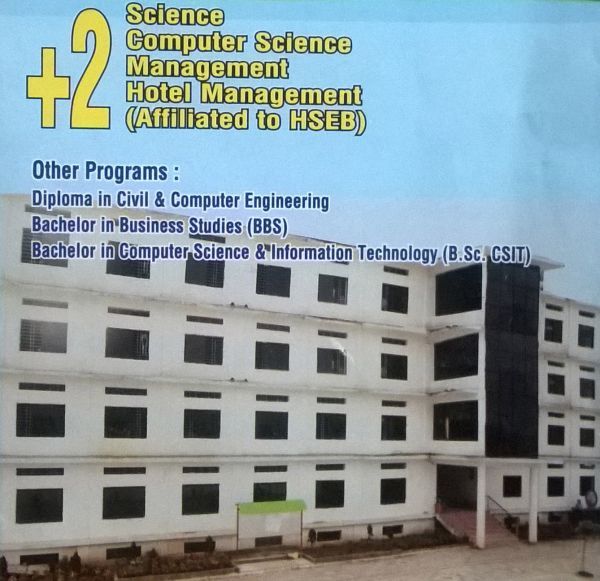 +2
Science
Computer Science
Management
Hotel Management
(Affiliated to HSEB)
Other Programs :
Diploma in Civil & Computer Engineering
Bachelor in Business Studies (BBS)
Bachelor in Computer Science & Information Technology (B.Sc. CSIT)